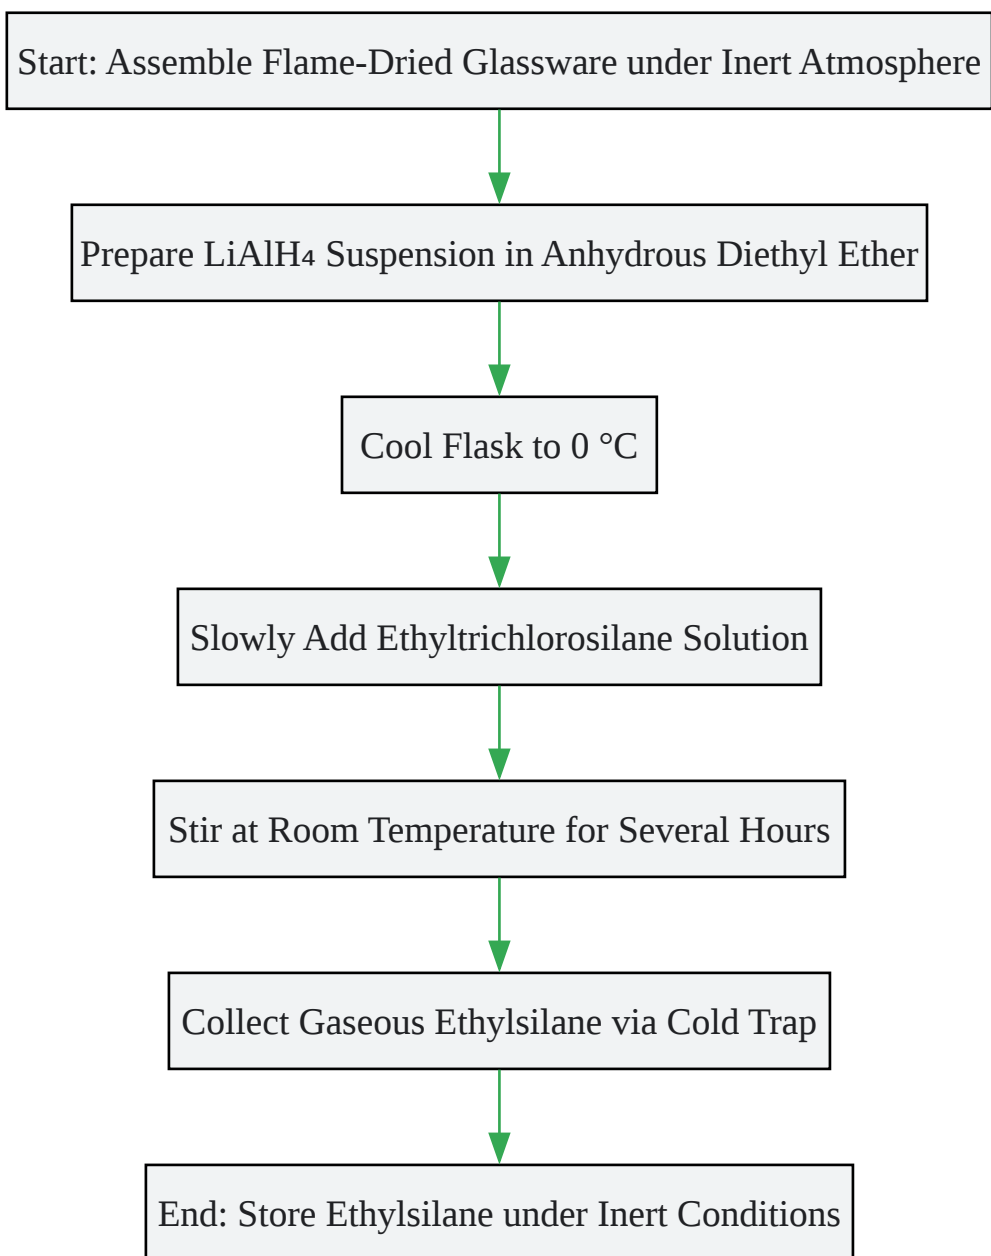 Start: Assemble Flame-Dried Glassware under Inert Atmosphere
Prepare LiAlH₄ Suspension in Anhydrous Diethyl Ether
Cool Flask to 0 °C
Slowly Add Ethyltrichlorosilane Solution
Stir at Room Temperature for Several Hours
Collect Gaseous Ethylsilane via Cold Trap
End: Store Ethylsilane under Inert Conditions